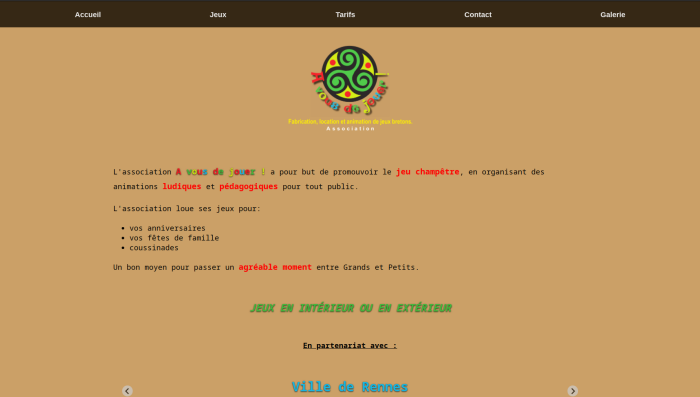 Accueil Jeux Tarifs Contact Galerie
A vous de jouer !
Fabrication, location et animation de jeux bretons.
Association
L'association A vous de jouer ! a pour but de promouvoir le jeu champêtre, en organisant des
animations ludiques et pédagogiques pour tout public.
L'association loue ses jeux pour:
vos anniversaires
vos fêtes de famille
coussinades
Un bon moyen pour passer un agréable moment entre Grands et Petits.
JEUX EN INTÉRIEUR OU EN EXTÉRIEUR
En partenariat avec :
Ville de Rennes